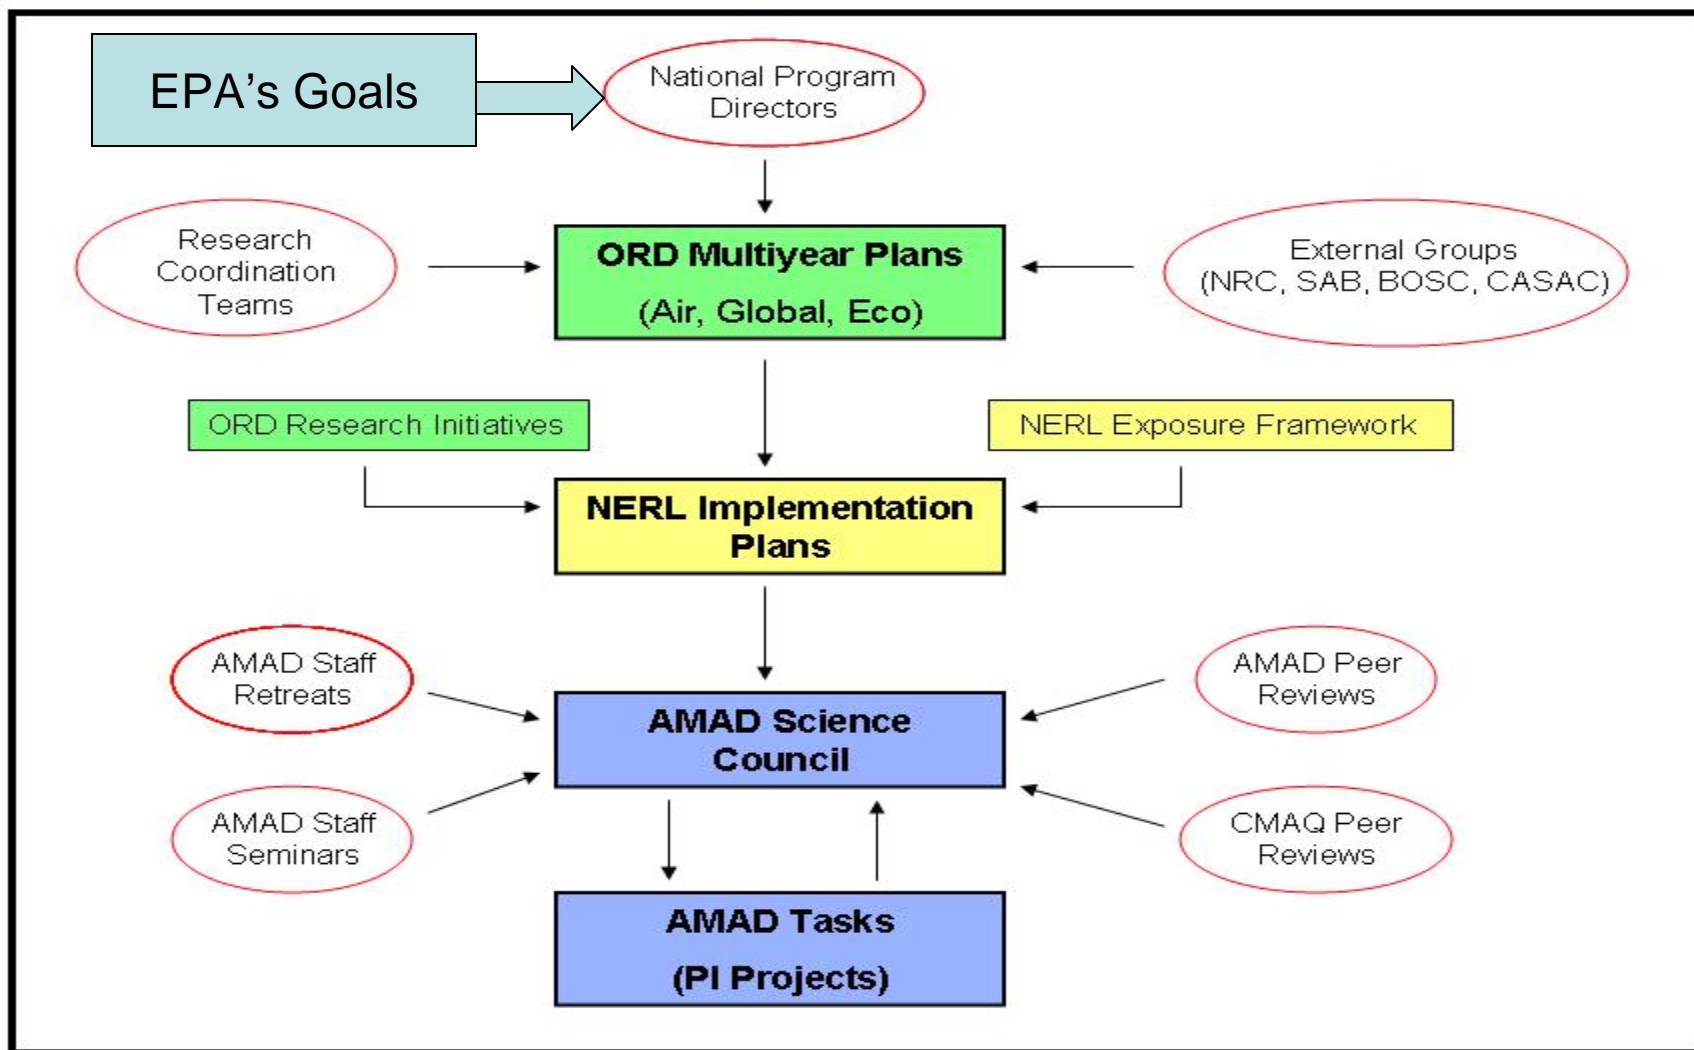 EPA’s Goals
National Program
Directors
Research
Coordination
Teams
ORD Multiyear Plans
(Air, Global, Eco)
External Groups
(NRC, SAB, BOSC, CASAC)
ORD Research Initiatives
NERL Exposure Framework
NERL Implementation
Plans
AMAD Staff
Retreats
AMAD Peer
Reviews
AMAD Science
Council
AMAD Staff
Seminars
CMAQ Peer
Reviews
AMAD Tasks
(PI Projects)